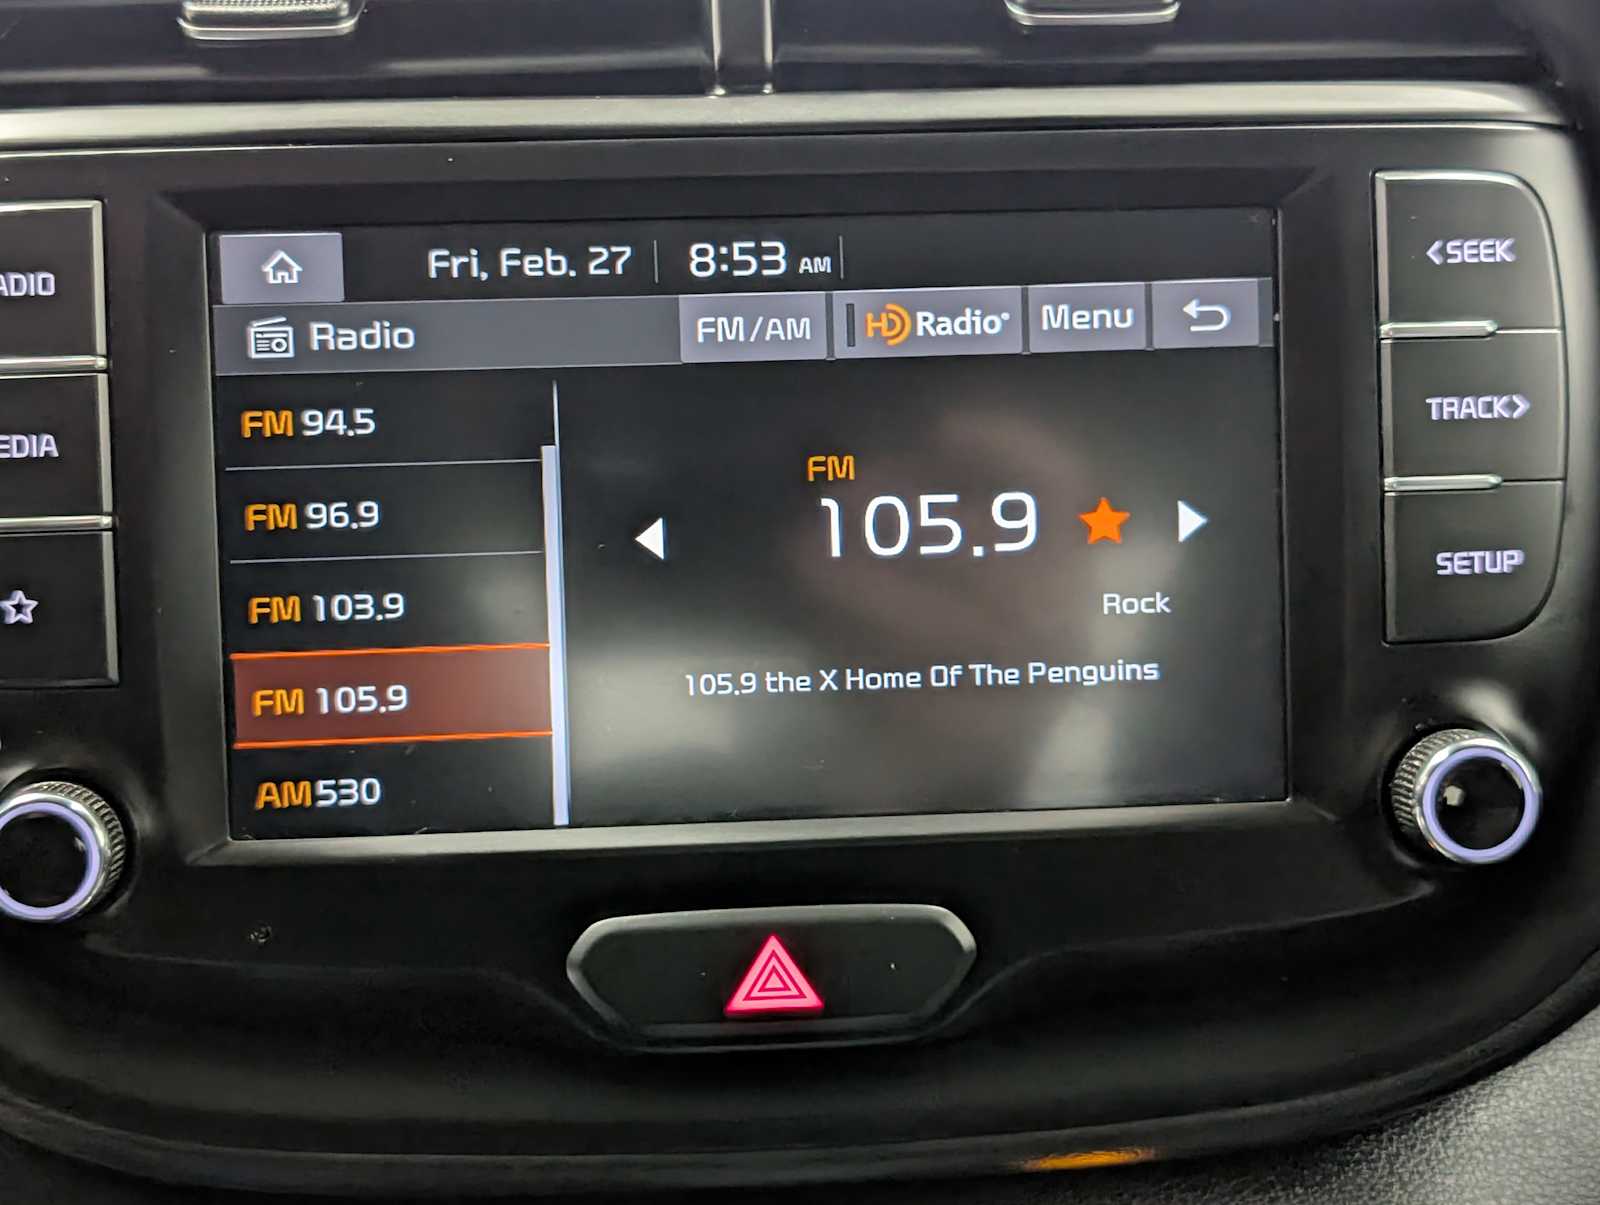 Fri, Feb. 27 8:53 AM
Radio FM/AM HD Radio® Menu
FM 94.5
FM 96.9
FM 103.9
FM 105.9
AM 530
FM
105.9
Rock
105.9 the X Home Of The Penguins
ADIO
EDIA
<SEEK
TRACK>
SETUP